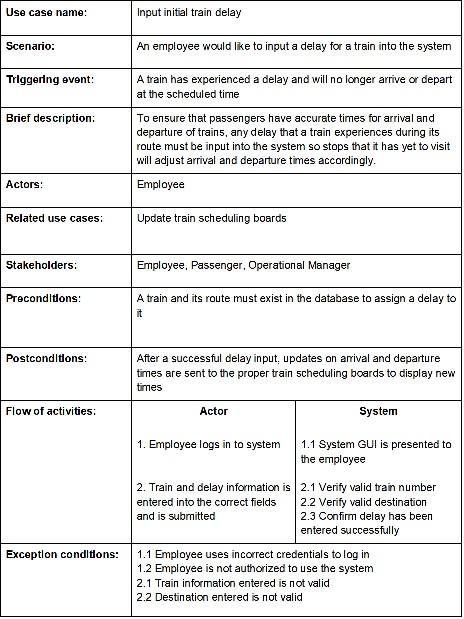 Use case name: Input initial train delay
Scenario: An employee would like to input a delay for a train into the system
Triggering event: A train has experienced a delay and will no longer arrive or depart
at the scheduled time
Brief description: To ensure that passengers have accurate times for arrival and
departure of trains, any delay that a train experiences during its
route must be input into the system so stops that it has yet to visit
will adjust arrival and departure times accordingly.
Actors: Employee
Related use cases: Update train scheduling boards
Stakeholders: Employee, Passenger, Operational Manager
Preconditions: A train and its route must exist in the database to assign a delay to
it
Postconditions: After a successful delay input, updates on arrival and departure
times are sent to the proper train scheduling boards to display new
times
Flow of activities: Actor System
1. Employee logs in to system 1.1 System GUI is presented to
the employee
2. Train and delay information is 2.1 Verify valid train number
entered into the correct fields 2.2 Verify valid destination
and is submitted 2.3 Confirm delay has been
entered successfully
Exception conditions: 1.1 Employee uses incorrect credentials to log in
1.2 Employee is not authorized to use the system
2.1 Train information entered is not valid
2.2 Destination entered is not valid